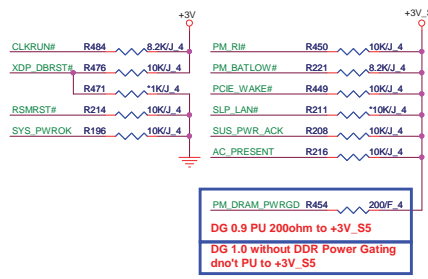 +3V
CLKRUN# R484 8.2K/J_4
XDP_DBRST# R476 10K/J_4
R471 *1K/J_4
RSMRST# R214 10K/J_4
SYS_PWROK R196 10K/J_4
+3V_S
PM_RI# R450 10K/J_4
PM_BATLOW# R221 8.2K/J_4
PCIE_WAKE# R449 10K/J_4
SLP_LAN# R211 *10K/J_4
SUS_PWR_ACK R208 10K/J_4
AC_PRESENT R216 10K/J_4
PM_DRAM_PWRGD R454 200/F_4
DG 0.9 PU 200ohm to +3V_S5
DG 1.0 without DDR Power Gating
dno't PU to +3V_S5